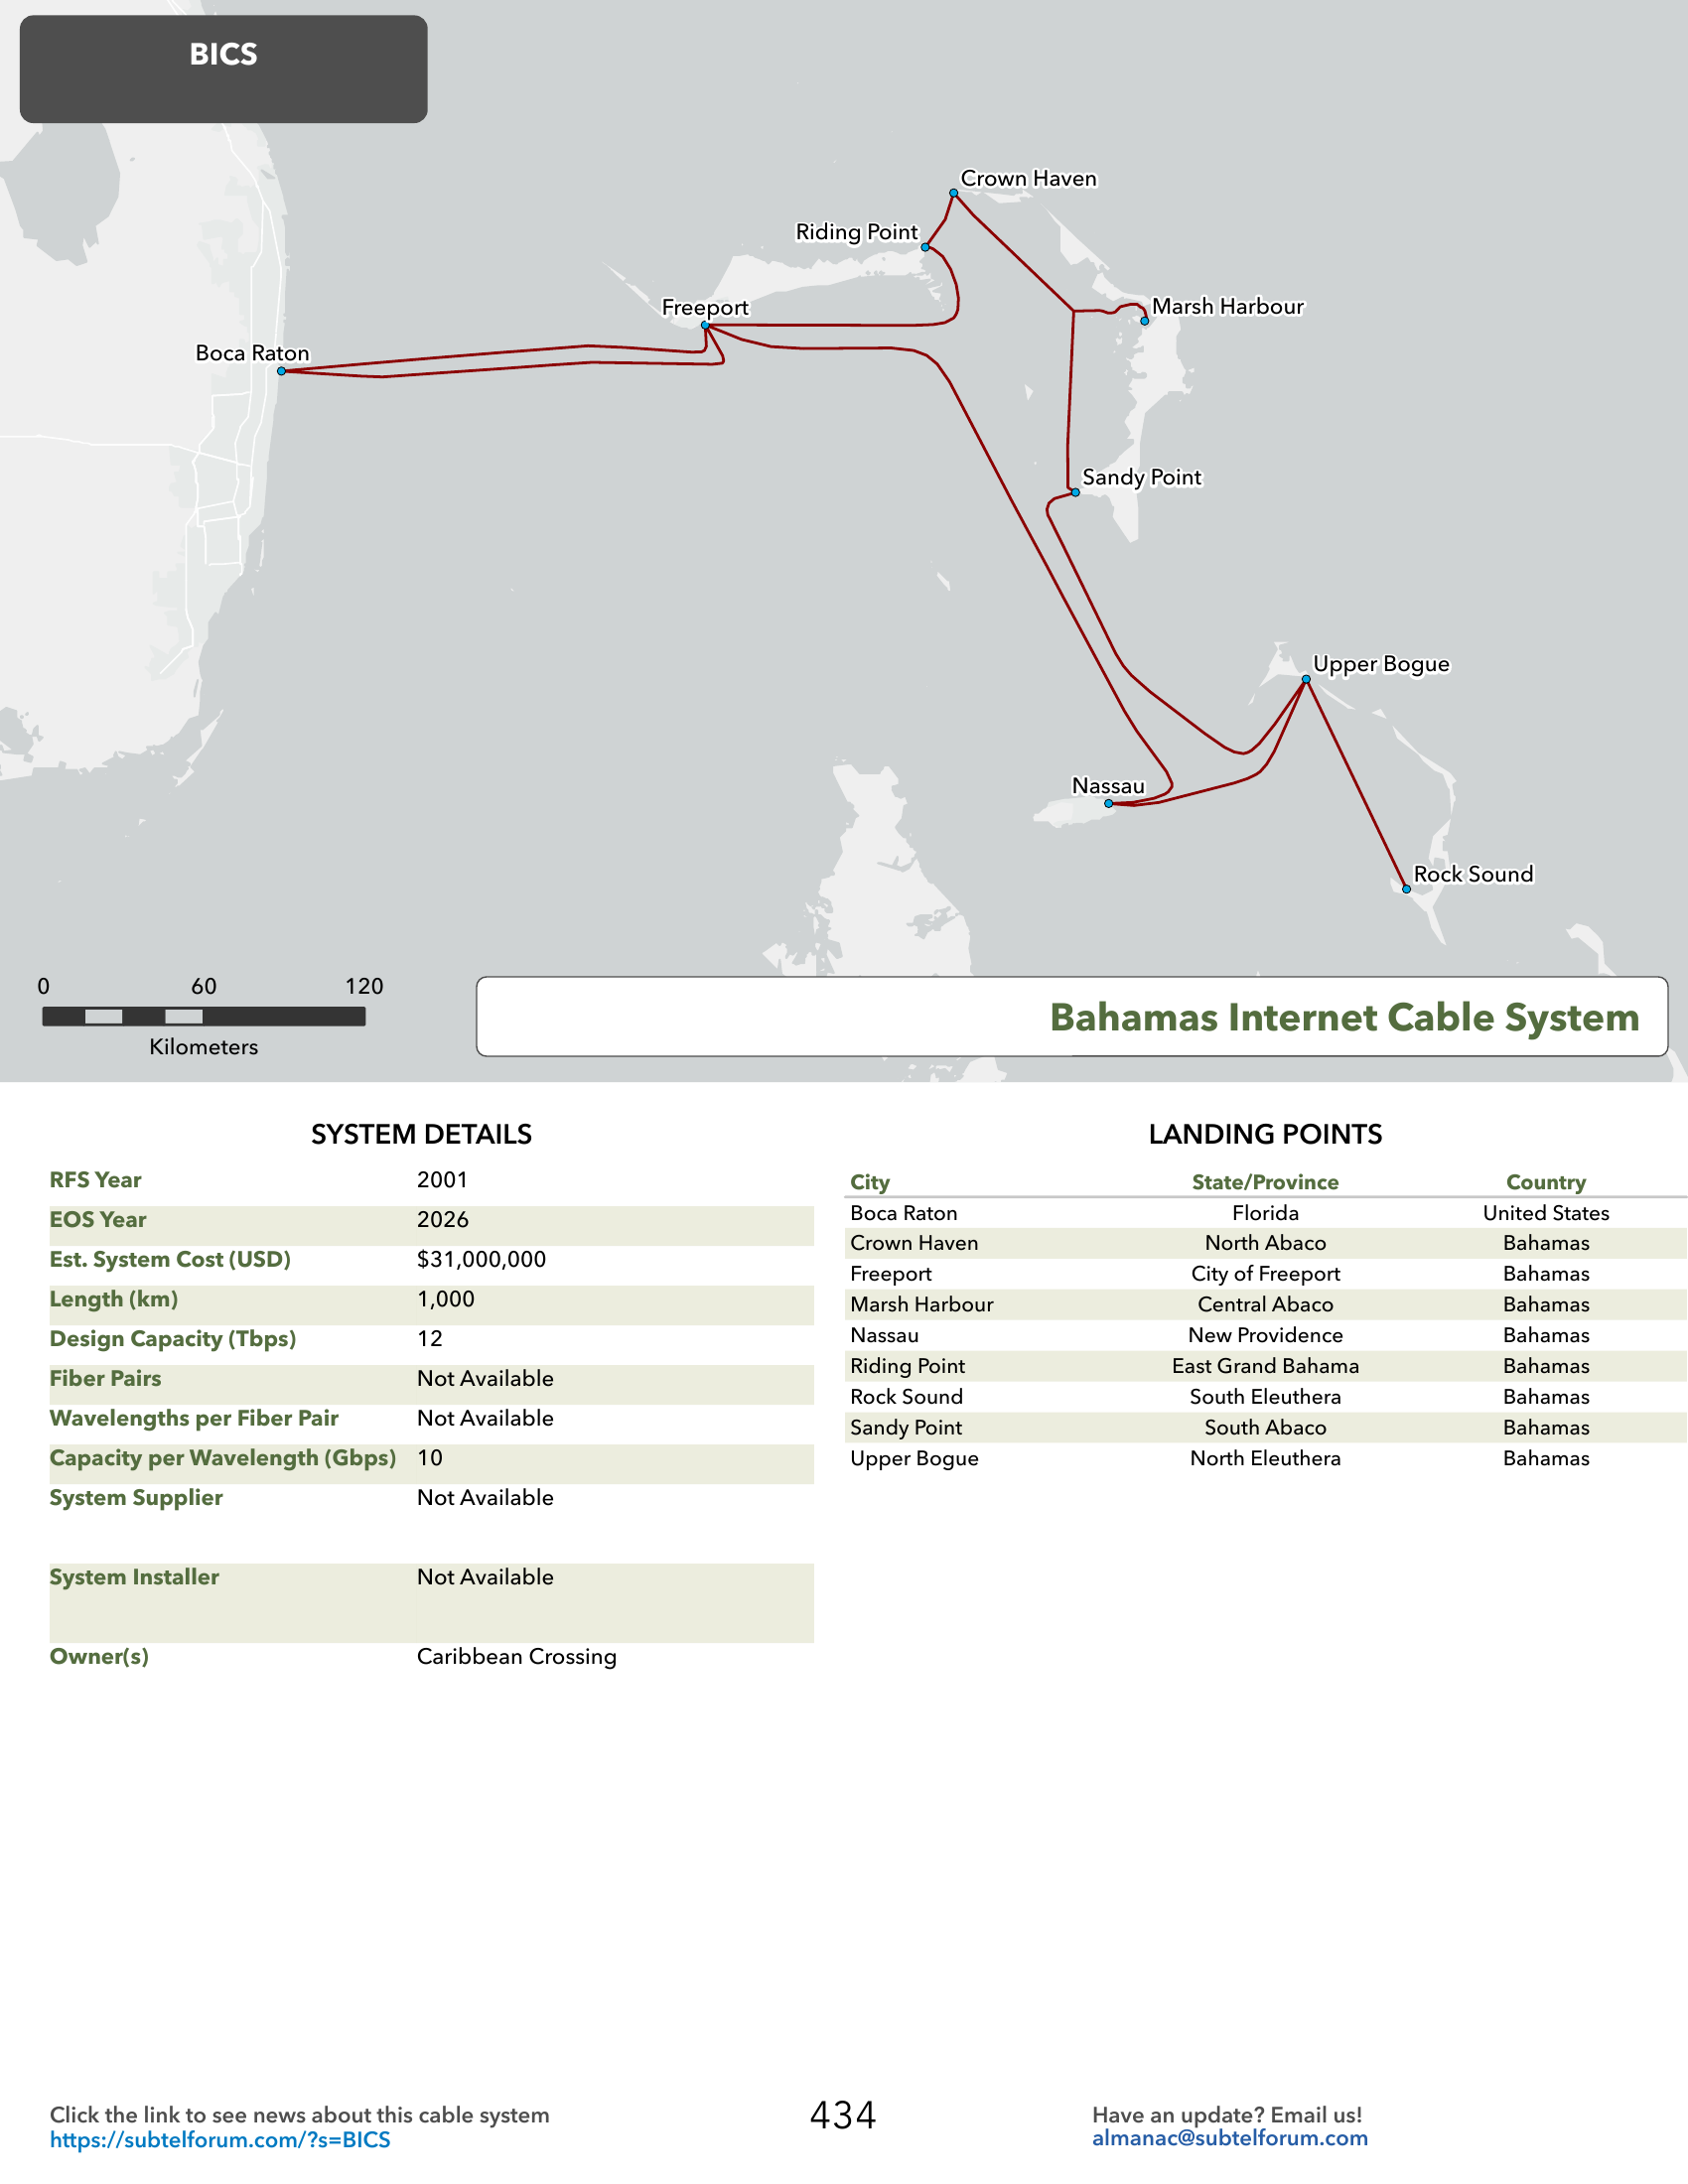 BICS
Crown Haven
Riding Point
Freeport
Marsh Harbour
Boca Raton
Sandy Point
Upper Bogue
Nassau
Rock Sound
0 60 120
Kilometers
Bahamas Internet Cable System
SYSTEM DETAILS
RFS Year 2001
EOS Year 2026
Est. System Cost (USD) $31,000,000
Length (km) 1,000
Design Capacity (Tbps) 12
Fiber Pairs Not Available
Wavelengths per Fiber Pair Not Available
Capacity per Wavelength (Gbps) 10
System Supplier Not Available
System Installer Not Available
Owner(s) Caribbean Crossing
LANDING POINTS
City State/Province Country
Boca Raton Florida United States
Crown Haven North Abaco Bahamas
Freeport City of Freeport Bahamas
Marsh Harbour Central Abaco Bahamas
Nassau New Providence Bahamas
Riding Point East Grand Bahama Bahamas
Rock Sound South Eleuthera Bahamas
Sandy Point South Abaco Bahamas
Upper Bogue North Eleuthera Bahamas
Click the link to see news about this cable system
https://subtelforum.com/?s=BICS
434
Have an update? Email us!
almanac@subtelforum.com